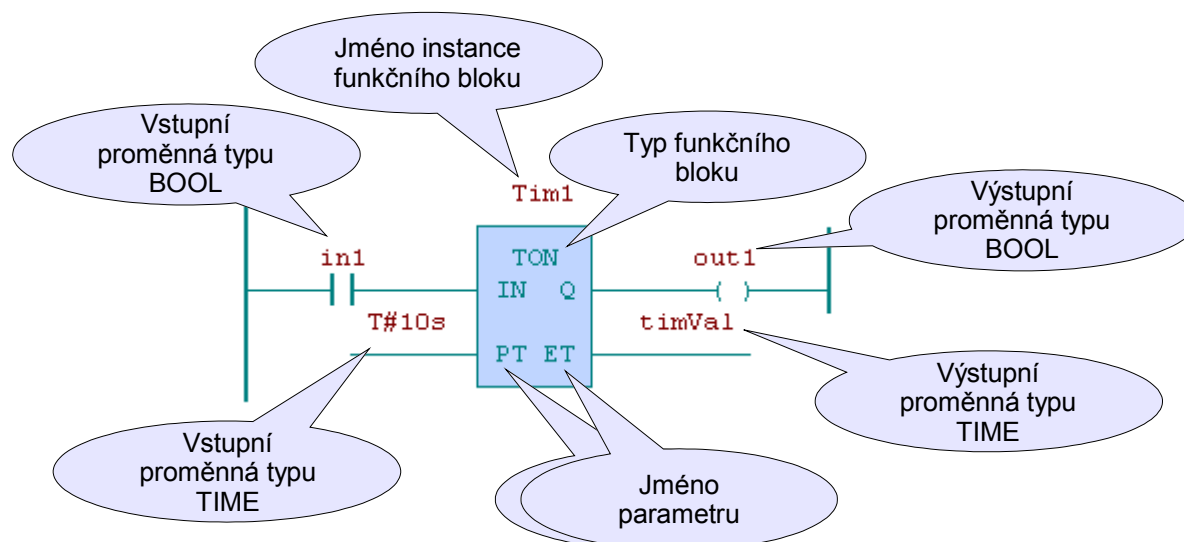 Jméno instance
funkčního bloku
Vstupní
proměnná typu
BOOL
Typ funkčního
bloku
Tim1
Výstupní
proměnná typu
BOOL
in1
TON
out1
IN Q
T#10s
timVal
PT ET
Výstupní
proměnná typu
TIME
Vstupní
proměnná typu
TIME
Jméno
parametru